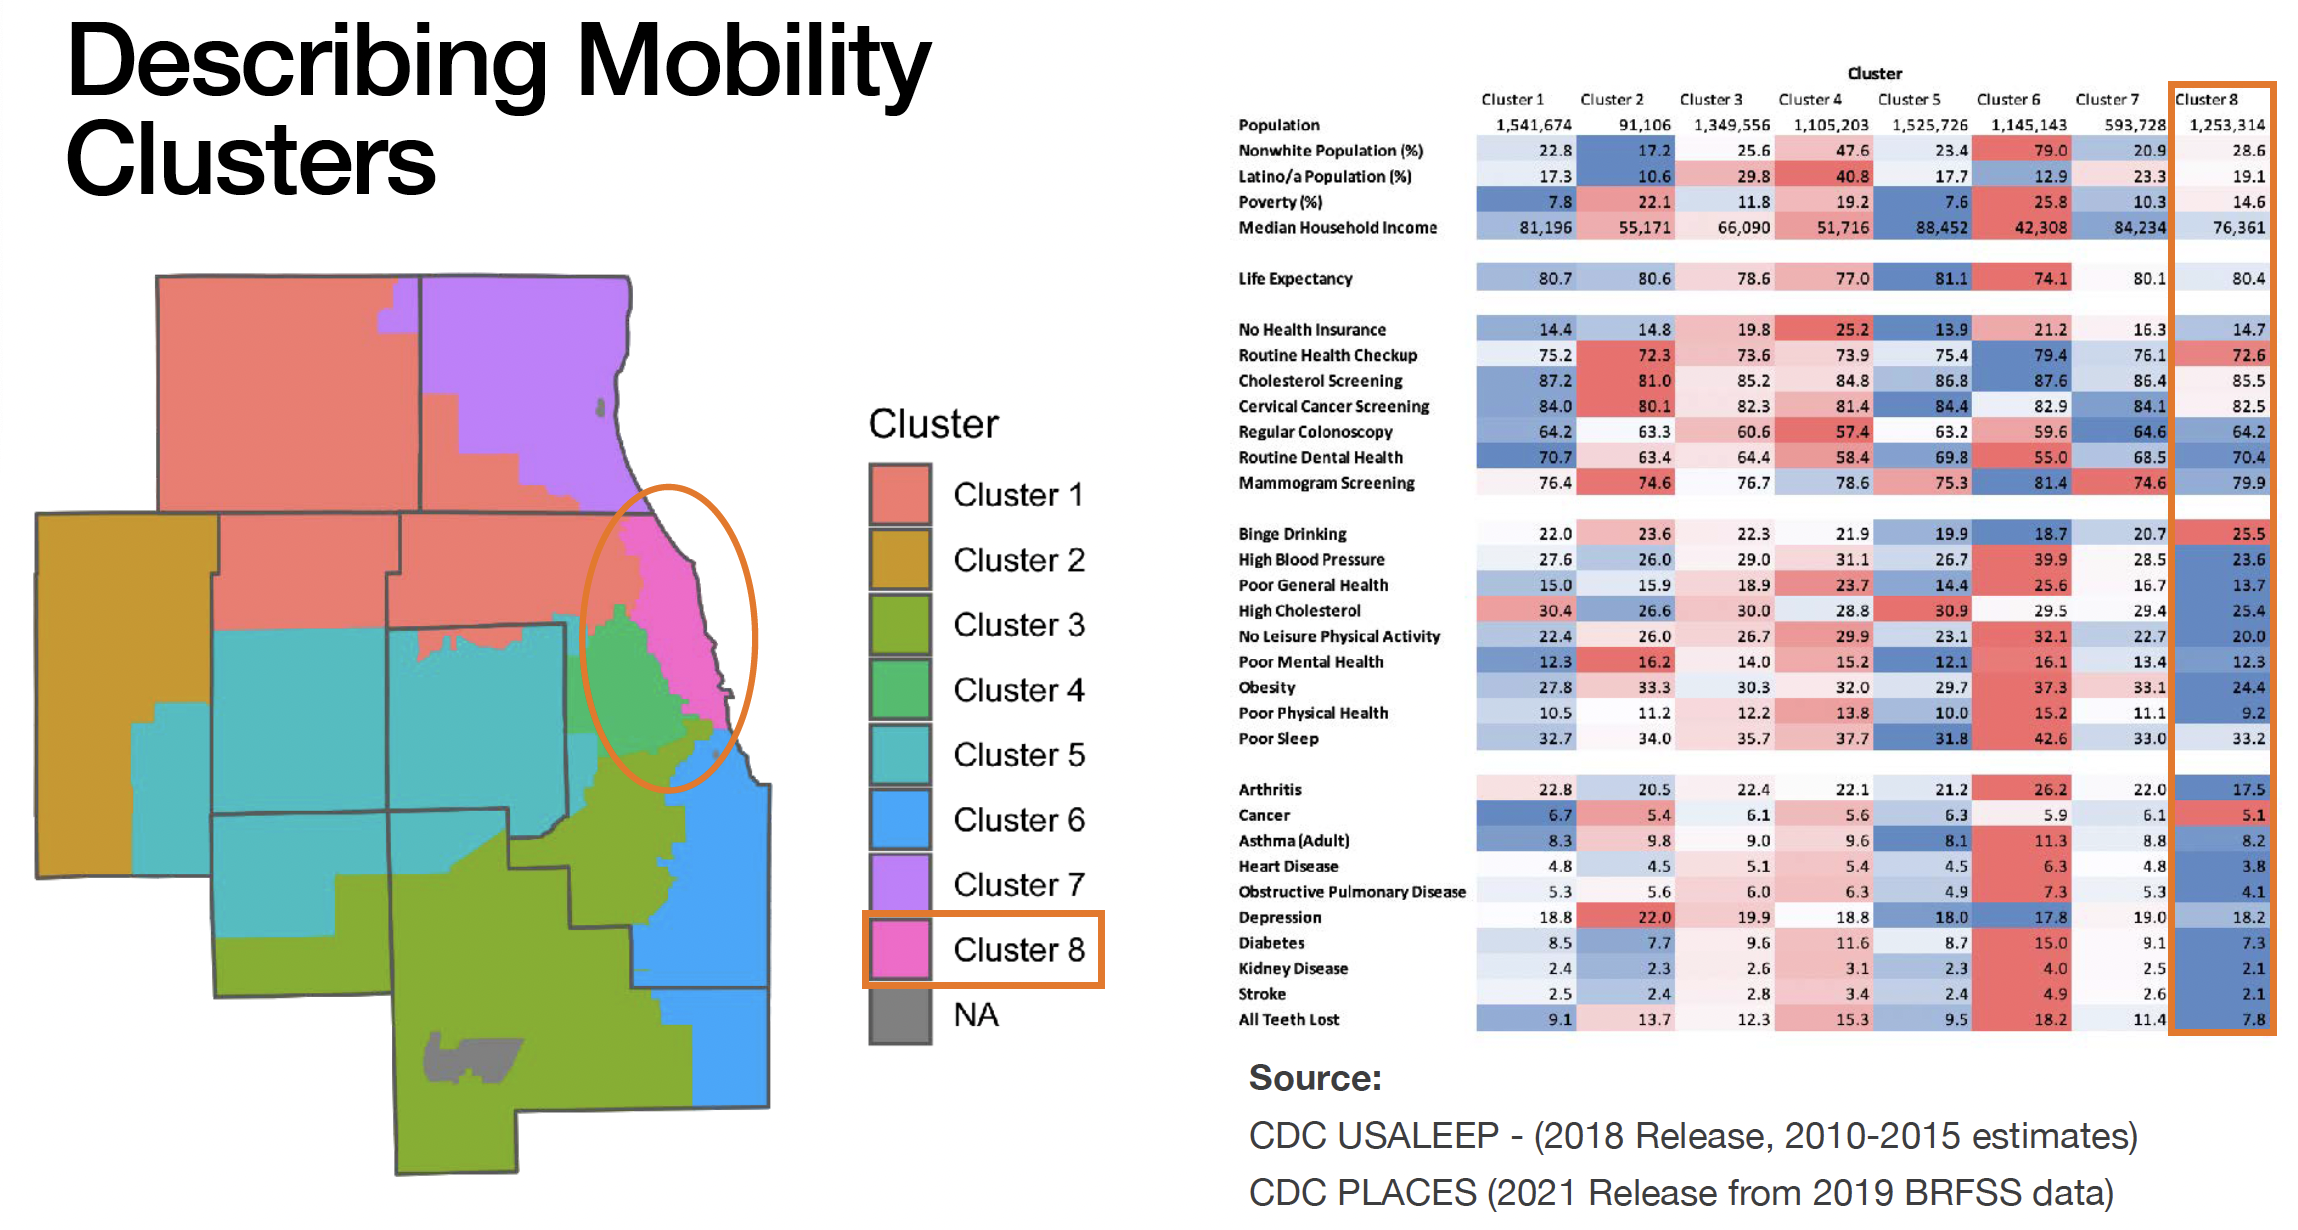 Describing Mobility
Clusters
Cluster
Cluster 1
Cluster 2
Cluster 3
Cluster 4
Cluster 5
Cluster 6
Cluster 7
Cluster 8
NA
Cluster
Cluster 1 Cluster 2 Cluster 3 Cluster 4 Cluster 5 Cluster 6 Cluster 7 Cluster 8
Population 1,541,674 91,106 1,349,556 1,105,203 1,525,726 1,145,143 593,728 1,253,314
Nonwhite Population (%) 22.8 17.2 25.6 47.6 23.4 79.0 20.9 28.6
Latino/a Population (%) 17.3 10.6 29.8 40.8 17.7 12.9 23.3 19.1
Poverty (%) 7.8 22.1 11.8 19.2 7.6 25.8 10.3 14.6
Median Household Income 81,196 55,171 66,090 51,716 88,452 42,308 84,234 76,361
Life Expectancy 80.7 80.6 78.6 77.0 81.1 74.1 80.1 80.4
No Health Insurance 14.4 14.8 19.8 25.2 13.9 21.2 16.3 14.7
Routine Health Checkup 75.2 72.3 73.6 73.9 75.4 79.4 76.1 72.6
Cholesterol Screening 87.2 81.0 85.2 84.8 86.8 87.6 86.4 85.5
Cervical Cancer Screening 84.0 80.1 82.3 81.4 84.4 82.9 84.1 82.5
Regular Colonoscopy 64.2 63.3 60.6 57.4 63.2 59.6 64.6 64.2
Routine Dental Health 70.7 63.4 64.4 58.4 69.8 55.0 68.5 70.4
Mammogram Screening 76.4 74.6 76.7 78.6 75.3 81.4 74.6 79.9
Binge Drinking 22.0 23.6 22.3 21.9 19.9 18.7 20.7 25.5
High Blood Pressure 27.6 26.0 29.0 31.1 26.7 39.9 28.5 23.6
Poor General Health 15.0 15.9 18.9 23.7 14.4 25.6 16.7 13.7
High Cholesterol 30.4 26.6 30.0 28.8 30.9 29.5 29.4 25.4
No Leisure Physical Activity 22.4 26.0 26.7 29.9 23.1 32.1 22.7 20.0
Poor Mental Health 12.3 16.2 14.0 15.2 12.1 16.1 13.4 12.3
Obesity 27.8 33.3 30.3 32.0 29.7 37.3 33.1 24.4
Poor Physical Health 10.5 11.2 12.2 13.8 10.0 15.2 11.1 9.2
Poor Sleep 32.7 34.0 35.7 37.7 31.8 42.6 33.0 33.2
Arthritis 22.8 20.5 22.4 22.1 21.2 26.2 22.0 17.5
Cancer 6.7 5.4 6.1 5.6 6.3 5.9 6.1 5.1
Asthma (Adult) 8.3 9.8 9.0 9.6 8.1 11.3 8.8 8.2
Heart Disease 4.8 4.5 5.1 5.4 4.5 6.3 4.8 3.8
Obstructive Pulmonary Disease 5.3 5.6 6.0 6.3 4.9 7.3 5.3 4.1
Depression 18.8 22.0 19.9 18.8 18.0 17.8 19.0 18.2
Diabetes 8.5 7.7 9.6 11.6 8.7 15.0 9.1 7.3
Kidney Disease 2.4 2.3 2.6 3.1 2.3 4.0 2.5 2.1
Stroke 2.5 2.4 2.8 3.4 2.4 4.9 2.6 2.1
All Teeth Lost 9.1 13.7 12.3 15.3 9.5 18.2 11.4 7.8
Source:
CDC USALEEP - (2018 Release, 2010-2015 estimates)
CDC PLACES (2021 Release from 2019 BRFSS data)